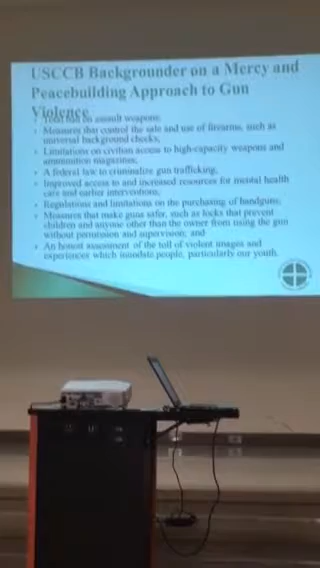 USCCB Backgrounder on a Mercy and
Peacebuilding Approach to Gun
Violence
Total ban on assault weapons;
Measures that control the sale and use of firearms, such as
universal background checks;
Limitations on civilian access to high-capacity weapons and
ammunition magazines;
A federal law to criminalize gun trafficking;
Improved access to and increased resources for mental health
care and earlier interventions;
Regulations and limitations on the purchasing of handguns;
Measures that make guns safer, such as locks that prevent
children and anyone other than the owner from using the gun
without permission and supervision; and
An honest assessment of the toll of violent images and
experiences which inundate people, particularly our youth.